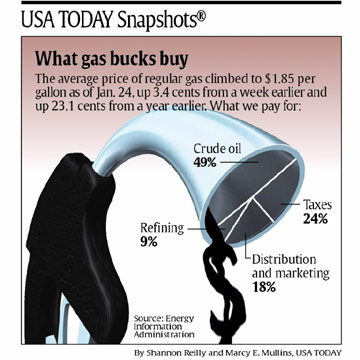 USA TODAY Snapshots®
What gas bucks buy
The average price of regular gas climbed to $1.85 per
gallon as of Jan. 24, up 3.4 cents from a week earlier and
up 23.1 cents from a year earlier. What we pay for:
Crude oil
49%
Taxes
24%
Refining
9%
Distribution
and marketing
18%
Source: Energy
Information
Administration
By Shannon Reilly and Marcy E. Mullins, USA TODAY